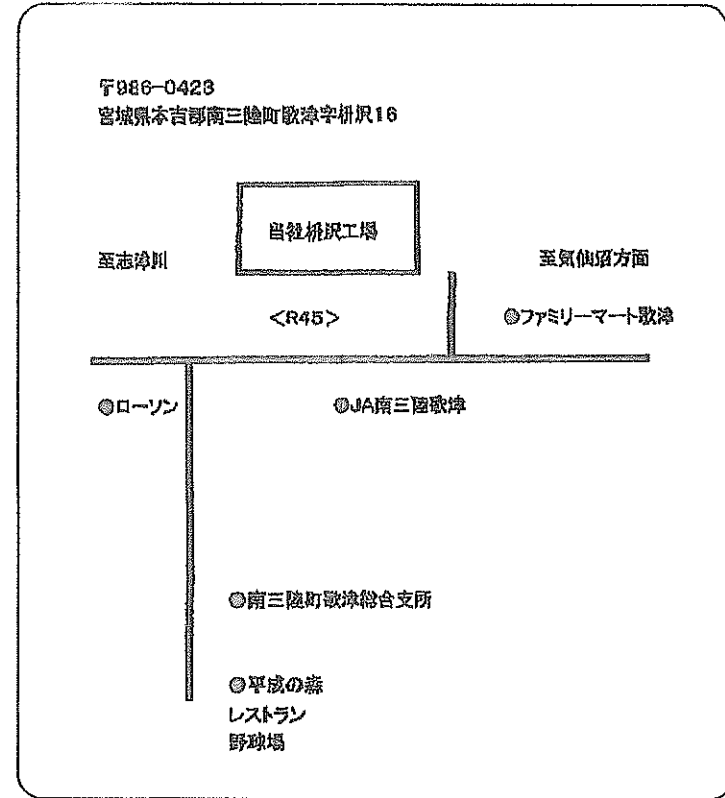 〒986-0423
宮城県本吉郡南三陸町歌津字枡沢16
当社枡沢工場
至志津川
至気仙沼方面
<R45>
◎ファミリーマート歌津
◎ローソン
◎JA南三陸歌津
◎南三陸町歌津総合支所
◎平成の森
レストラン
野球場